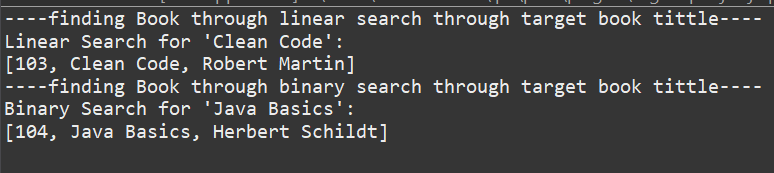 ----finding Book through linear search through target book tittle----
Linear Search for 'Clean Code':
[103, Clean Code, Robert Martin]
----finding Book through binary search through target book tittle----
Binary Search for 'Java Basics':
[104, Java Basics, Herbert Schildt]